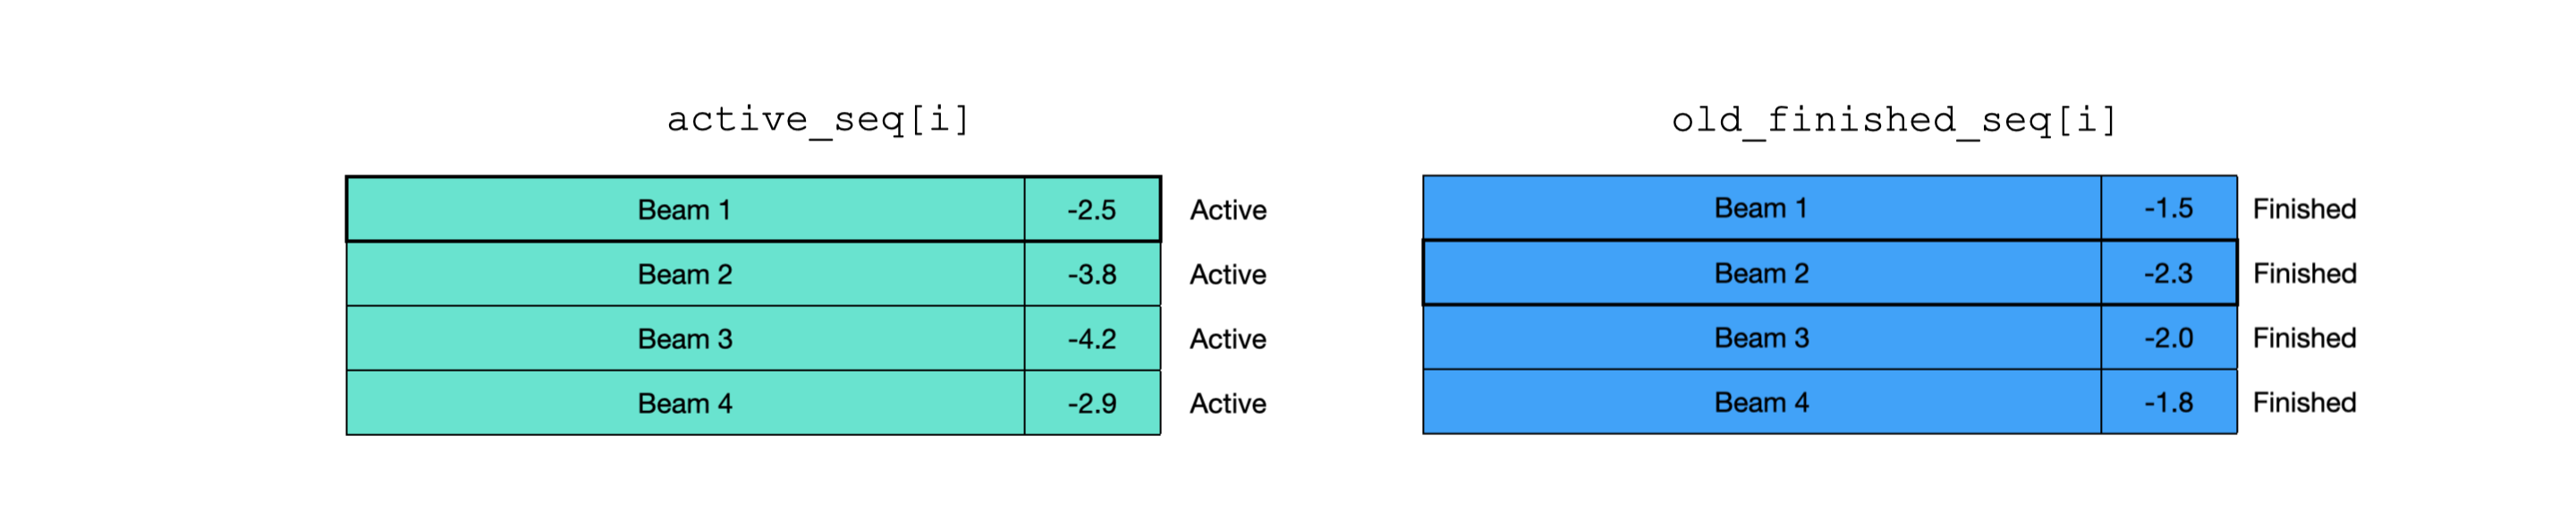 active_seq[i]
Beam 1 -2.5 Active
Beam 2 -3.8 Active
Beam 3 -4.2 Active
Beam 4 -2.9 Active
old_finished_seq[i]
Beam 1 -1.5 Finished
Beam 2 -2.3 Finished
Beam 3 -2.0 Finished
Beam 4 -1.8 Finished